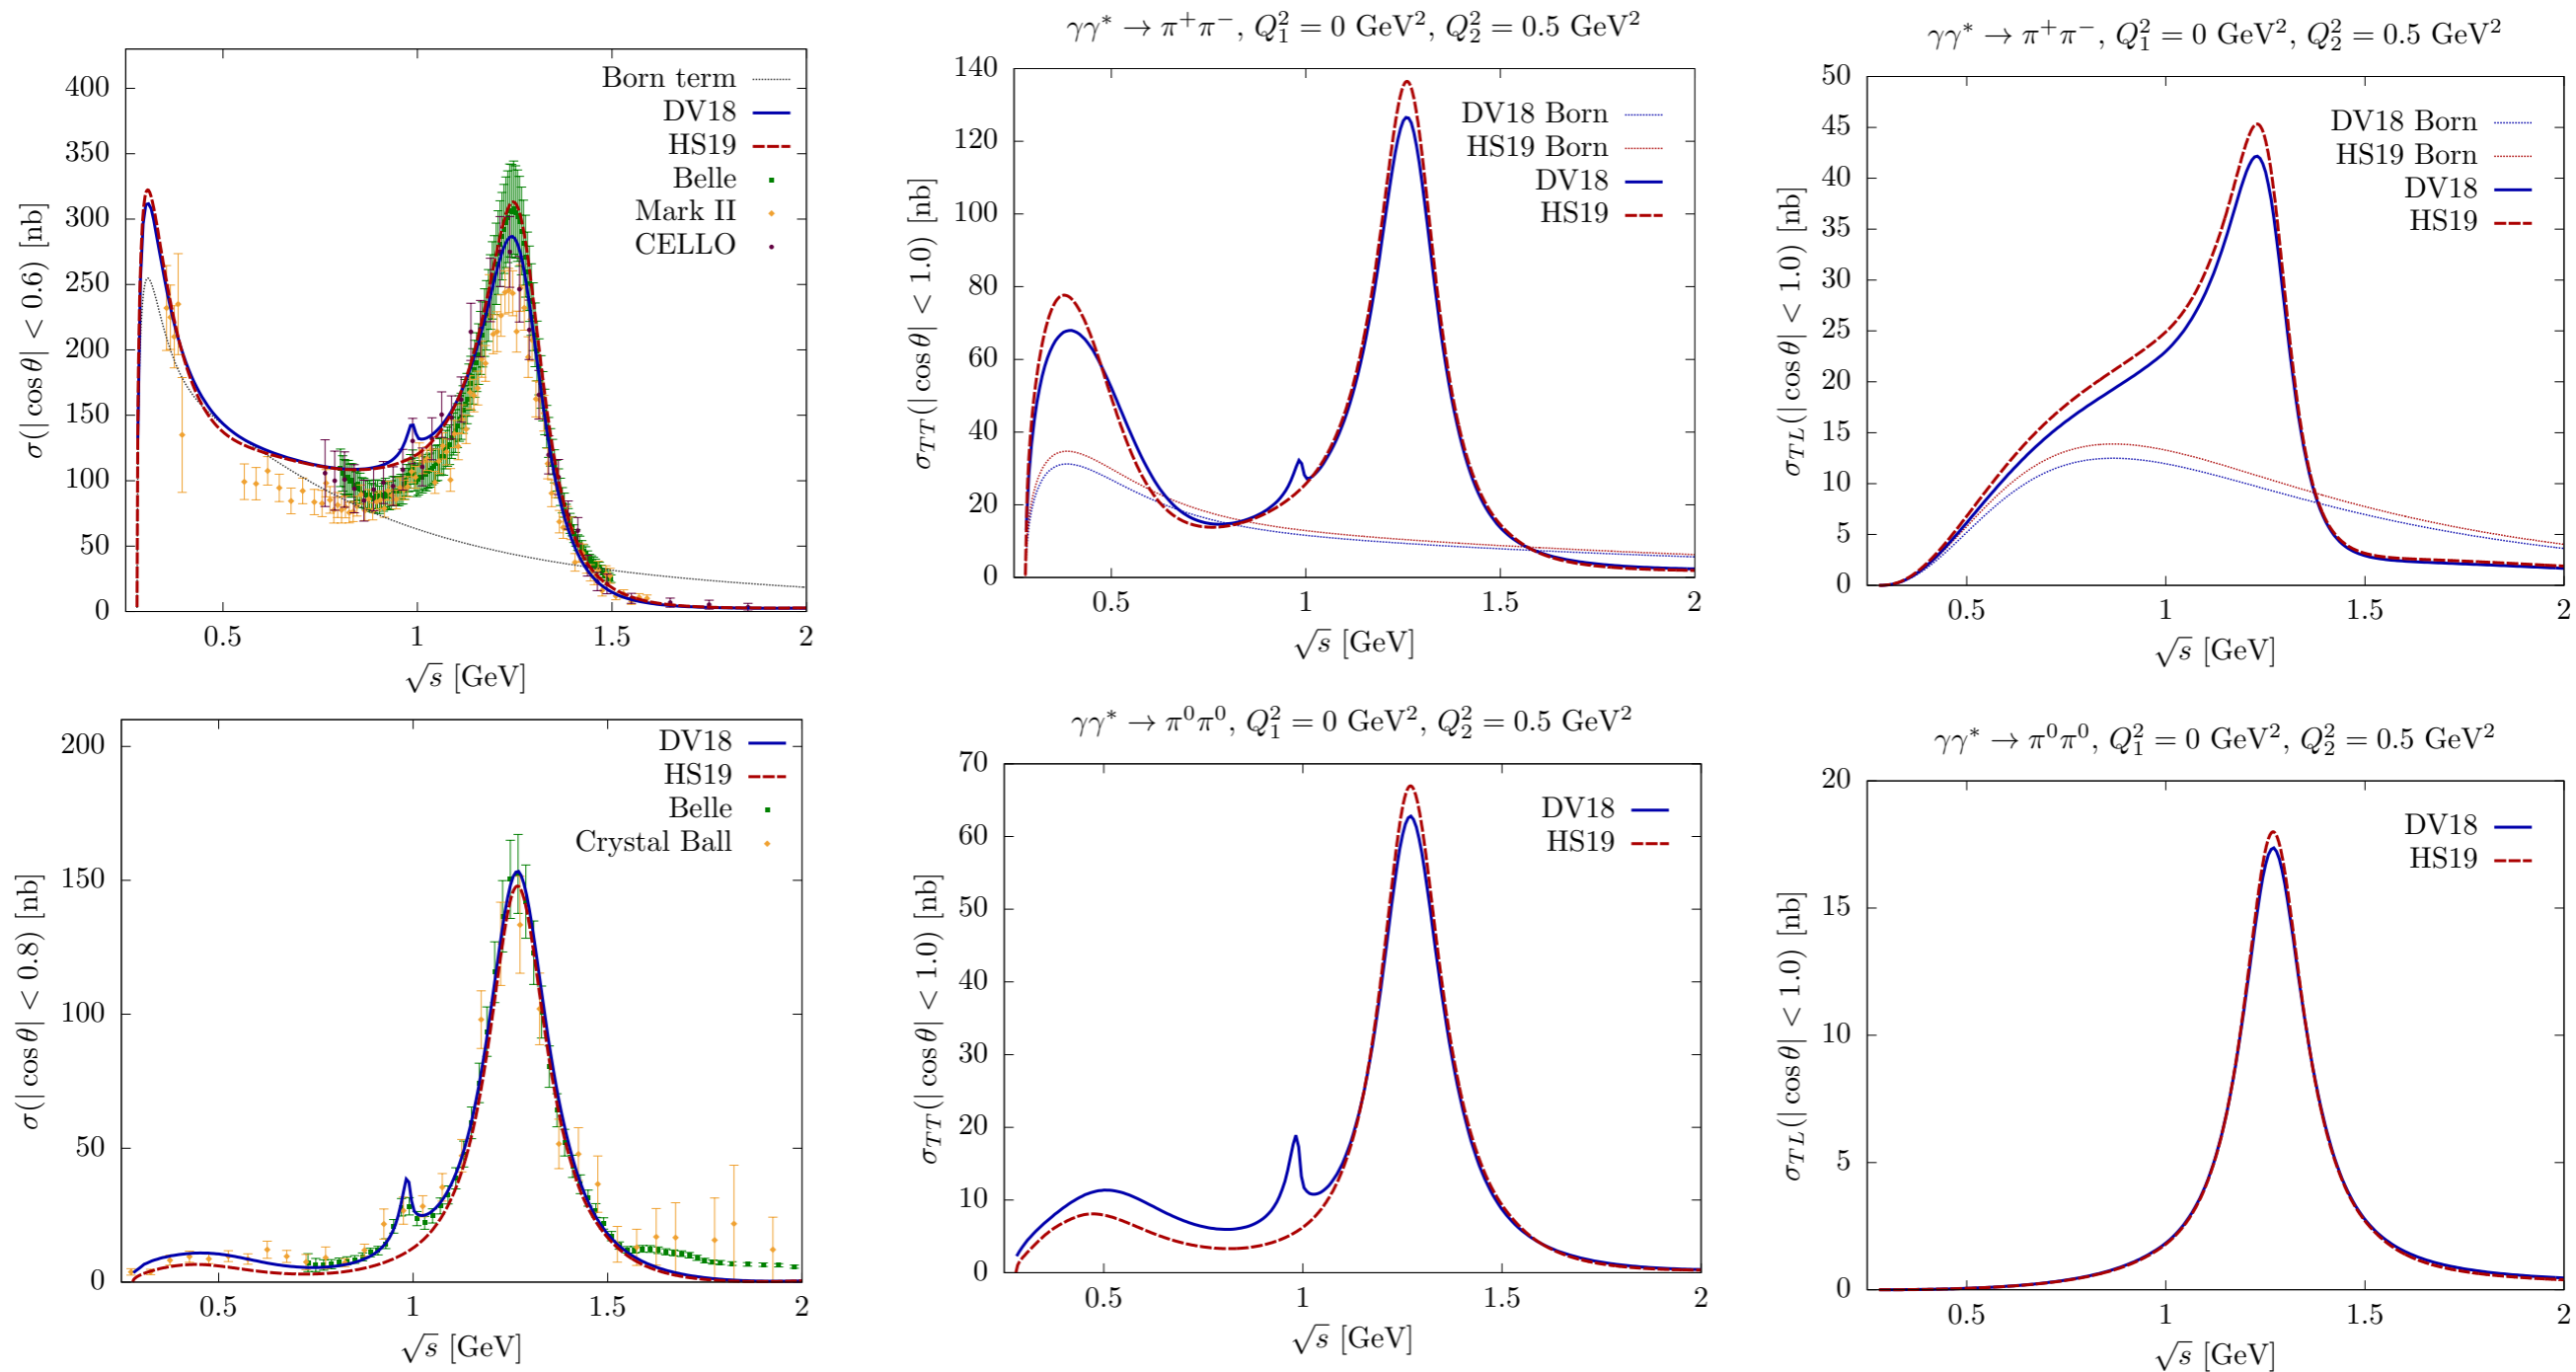 σ(| cos θ| < 0.6) [nb]
400
350
300
250
200
150
100
50
0
0.5 1 1.5 2
√s [GeV]
Born term
DV18
HS19
Belle
Mark II
CELLO
γγ* → π⁺π⁻, Q₁² = 0 GeV², Q₂² = 0.5 GeV²
σ_TT(| cos θ| < 1.0) [nb]
140
120
100
80
60
40
20
0
0.5 1 1.5 2
√s [GeV]
DV18 Born
HS19 Born
DV18
HS19
γγ* → π⁺π⁻, Q₁² = 0 GeV², Q₂² = 0.5 GeV²
σ_TL(| cos θ| < 1.0) [nb]
50
45
40
35
30
25
20
15
10
5
0
0.5 1 1.5 2
√s [GeV]
DV18 Born
HS19 Born
DV18
HS19
σ(| cos θ| < 0.8) [nb]
200
150
100
50
0
0.5 1 1.5 2
√s [GeV]
DV18
HS19
Belle
Crystal Ball
γγ* → π⁰π⁰, Q₁² = 0 GeV², Q₂² = 0.5 GeV²
σ_TT(| cos θ| < 1.0) [nb]
70
60
50
40
30
20
10
0
0.5 1 1.5 2
√s [GeV]
DV18
HS19
γγ* → π⁰π⁰, Q₁² = 0 GeV², Q₂² = 0.5 GeV²
σ_TL(| cos θ| < 1.0) [nb]
20
15
10
5
0
0.5 1 1.5 2
√s [GeV]
DV18
HS19